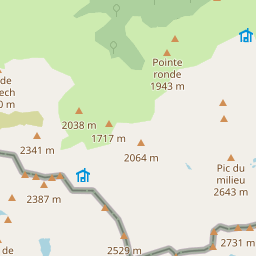 Pointe
ronde
1943 m
de
ech
0 m
2038 m
1717 m
2341 m
2064 m
Pic du
milieu
2643 m
2387 m
2529 m
2731 m
de